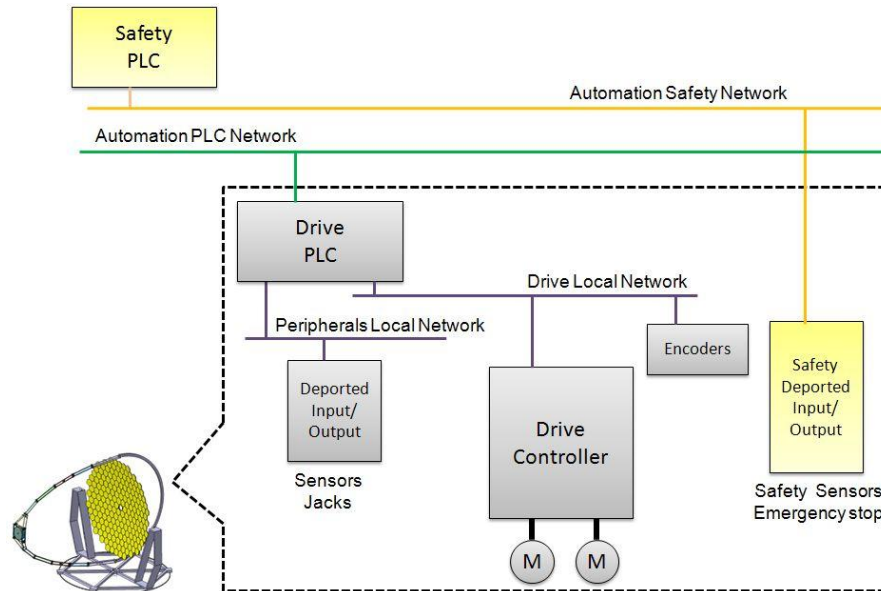 Safety
PLC
Automation Safety Network
Automation PLC Network
Drive
PLC
Drive Local Network
Peripherals Local Network
Encoders
Deported
Input/
Output
Drive
Controller
Safety
Deported
Input/
Output
Sensors
Jacks
Safety Sensors
Emergency stop
M
M